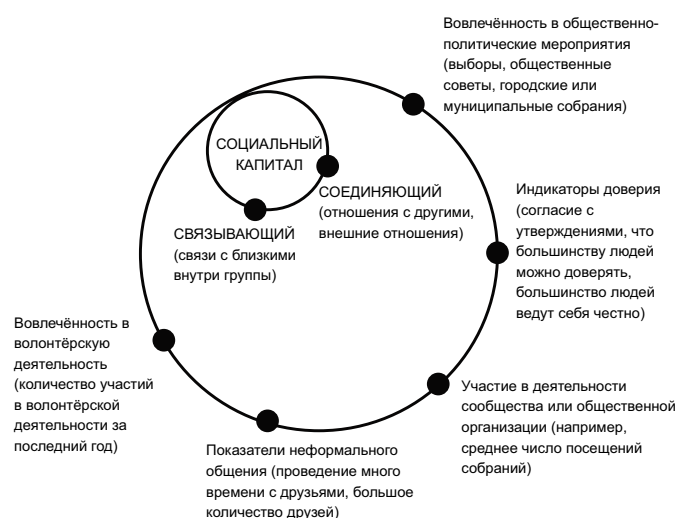 Вовлечённость в общественно-
политические мероприятия
(выборы, общественные
советы, городские или
муниципальные собрания)
СОЦИАЛЬНЫЙ
КАПИТАЛ
СОЕДИНЯЮЩИЙ
(отношения с другими,
внешние отношения)
СВЯЗЫВАЮЩИЙ
(связи с близкими
внутри группы)
Индикаторы доверия
(согласие с
утверждениями, что
большинству людей
можно доверять,
большинство людей
ведут себя честно)
Вовлечённость в
волонтёрскую
деятельность
(количество участий
в волонтёрской
деятельности за
последний год)
Участие в деятельности
сообщества или общественной
организации (например,
среднее число посещений
собраний)
Показатели неформального
общения (проведение много
времени с друзьями, большое
количество друзей)